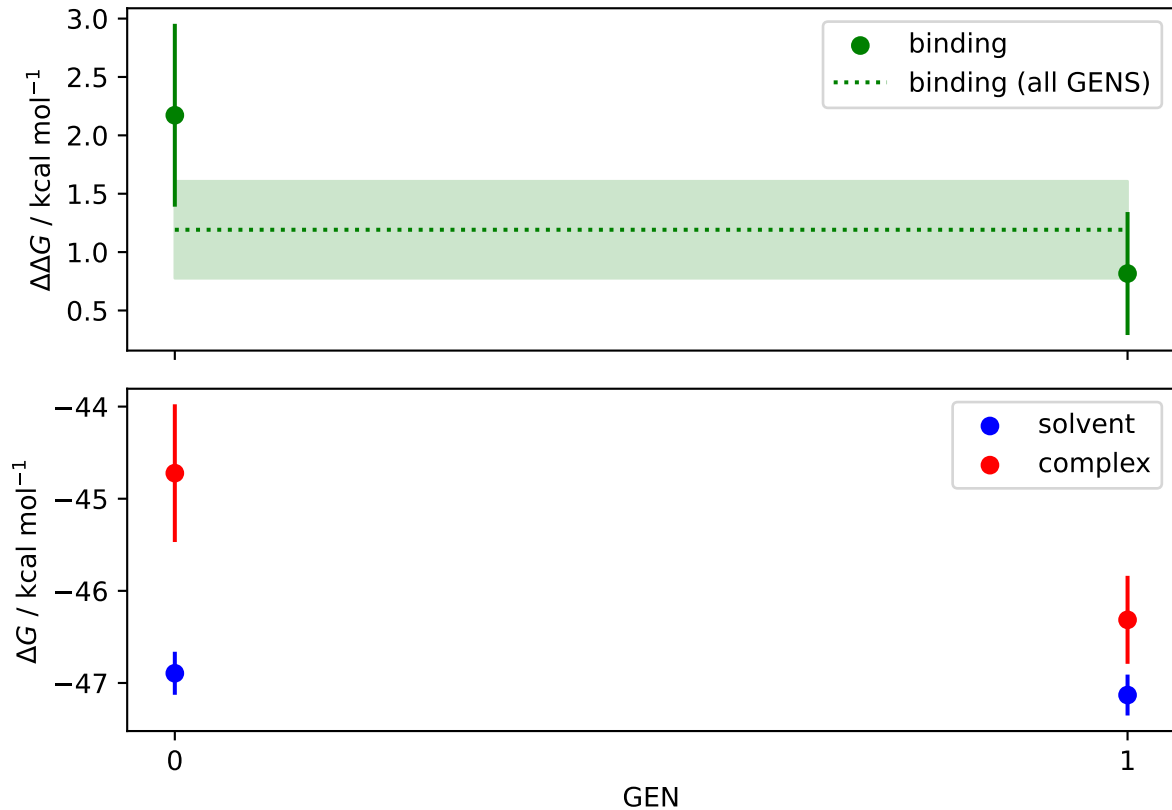 3.0
2.5
2.0
1.5
1.0
0.5
ΔΔG / kcal mol⁻¹
binding
binding (all GENS)
−44
−45
−46
−47
ΔG / kcal mol⁻¹
solvent
complex
0 1
GEN